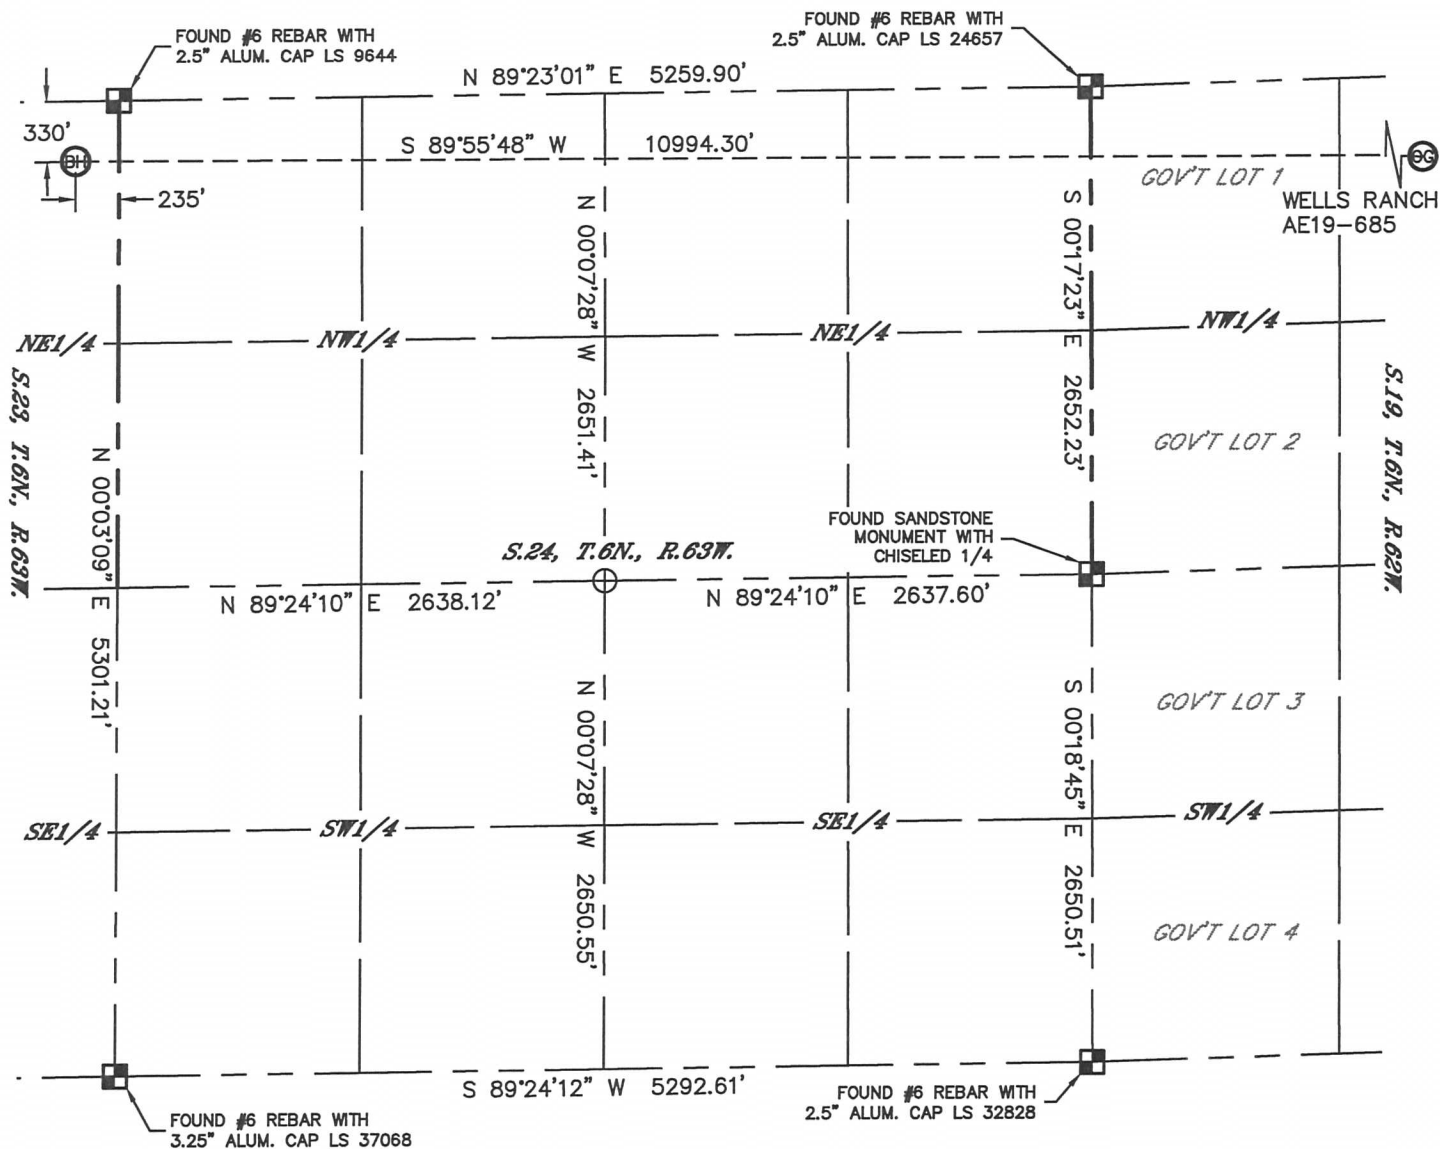 FOUND #6 REBAR WITH
2.5" ALUM. CAP LS 9644
FOUND #6 REBAR WITH
2.5" ALUM. CAP LS 24657
N 89°23'01" E 5259.90'
330'
BH
S 89°55'48" W 10994.30'
OG
235'
GOV'T LOT 1
WELLS RANCH
AE19-685
N 00°07'28" W 2651.41'
S 00°17'23" E 2652.23'
NE1/4
NW1/4
NE1/4
NW1/4
S.23, T.6N., R.63W.
S.19, T.6N., R.62W.
GOV'T LOT 2
N 00°03'09" E 5301.21'
FOUND SANDSTONE
MONUMENT WITH
CHISELED 1/4
S.24, T.6N., R.63W.
N 89°24'10" E 2638.12'
N 89°24'10" E 2637.60'
N 00°07'28" W 2650.55'
S 00°18'45" E 2650.51'
GOV'T LOT 3
SE1/4
SW1/4
SE1/4
SW1/4
GOV'T LOT 4
S 89°24'12" W 5292.61'
FOUND #6 REBAR WITH
3.25" ALUM. CAP LS 37068
FOUND #6 REBAR WITH
2.5" ALUM. CAP LS 32828